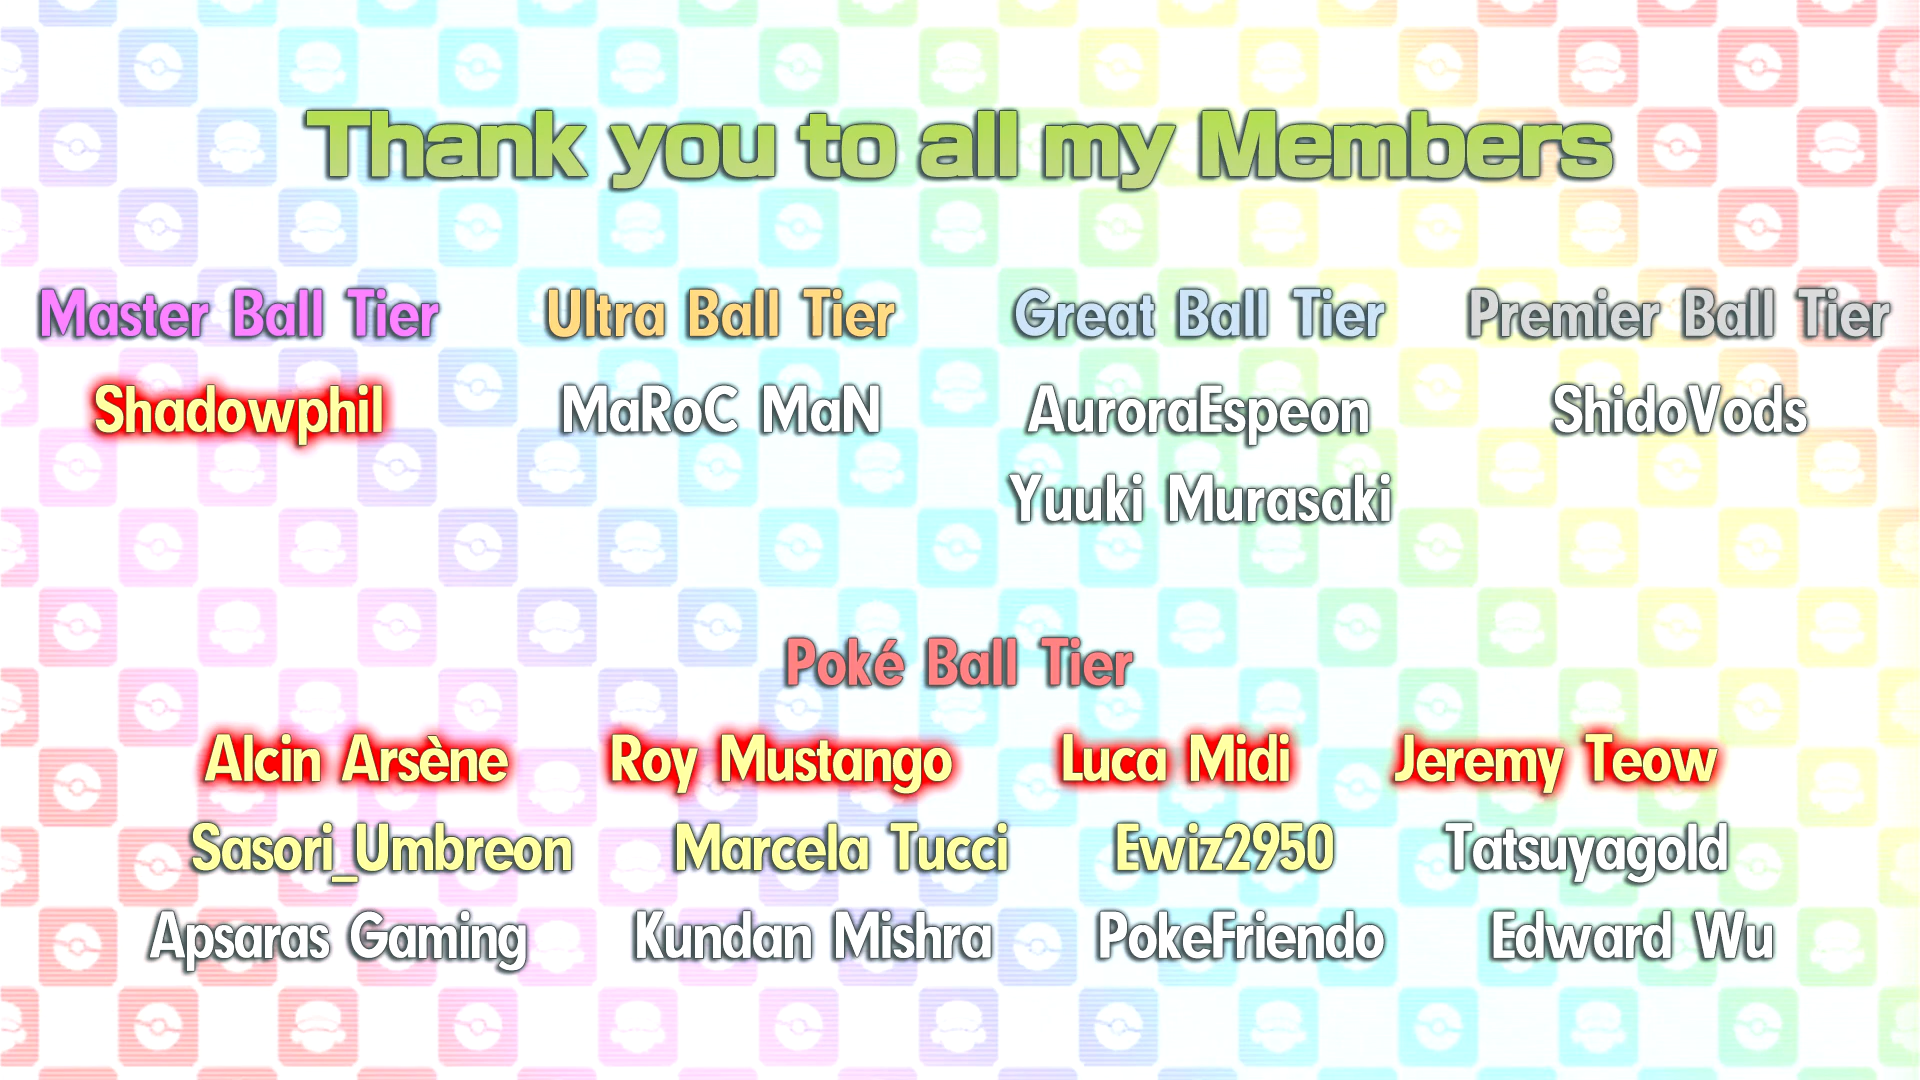 Thank you to all my Members
Master Ball Tier Ultra Ball Tier Great Ball Tier Premier Ball Tier
Shadowphil MaRoC MaN AuroraEspeon ShidoVods
Yuuki Murasaki
Poké Ball Tier
Alcin Arsène Roy Mustango Luca Midi Jeremy Teow
Sasori_Umbreon Marcela Tucci Ewiz2950 Tatsuyagold
Apsaras Gaming Kundan Mishra PokeFriendo Edward Wu